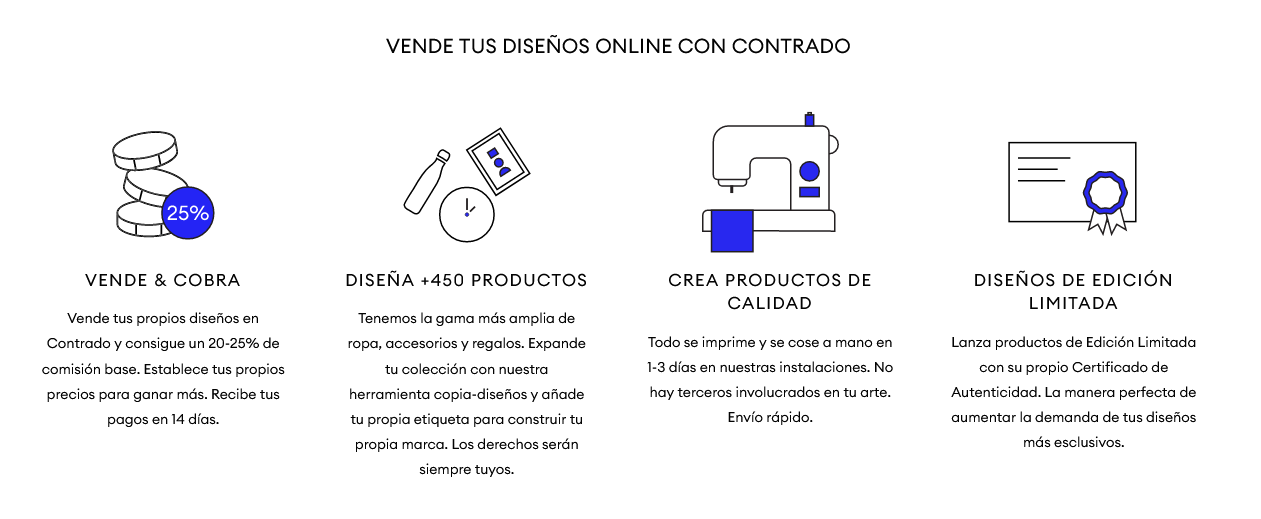 VENDE TUS DISEÑOS ONLINE CON CONTRADO
25%
VENDE & COBRA
Vende tus propios diseños en
Contrado y consigue un 20-25% de
comisión base. Establece tus propios
precios para ganar más. Recibe tus
pagos en 14 días.
DISEÑA +450 PRODUCTOS
Tenemos la gama más amplia de
ropa, accesorios y regalos. Expande
tu colección con nuestra
herramienta copia-diseños y añade
tu propia etiqueta para construir tu
propia marca. Los derechos serán
siempre tuyos.
CREA PRODUCTOS DE
CALIDAD
Todo se imprime y se cose a mano en
1-3 días en nuestras instalaciones. No
hay terceros involucrados en tu arte.
Envío rápido.
DISEÑOS DE EDICIÓN
LIMITADA
Lanza productos de Edición Limitada
con su propio Certificado de
Autenticidad. La manera perfecta de
aumentar la demanda de tus diseños
más esclusivos.